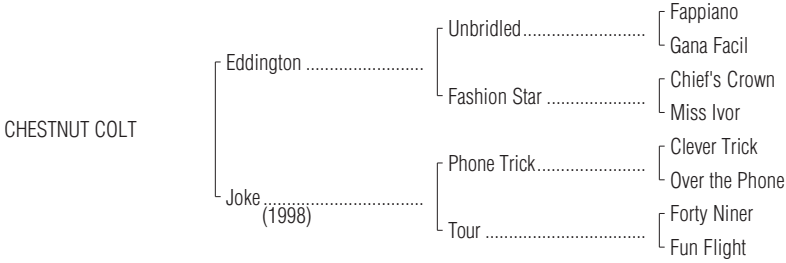 Fappiano
Unbridled
Gana Facil
Eddington
Chief's Crown
Fashion Star
Miss Ivor
CHESTNUT COLT
Clever Trick
Phone Trick
Over the Phone
Joke
(1998)
Forty Niner
Tour
Fun Flight